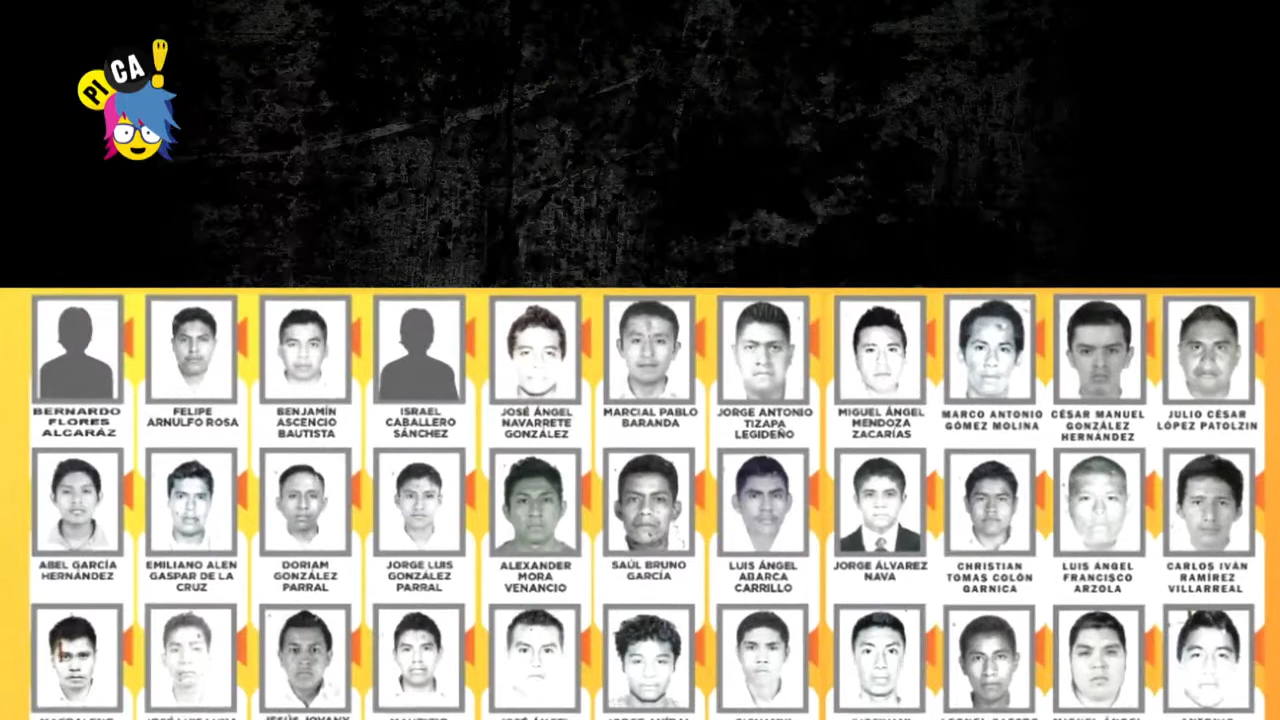 PI CA !
BERNARDO
FLORES
ALCARÁZ
FELIPE
ARNULFO ROSA
BENJAMÍN
ASCENCIO
BAUTISTA
ISRAEL
CABALLERO
SÁNCHEZ
JOSÉ ÁNGEL
NAVARRETE
GONZÁLEZ
MARCIAL PABLO
BARANDA
JORGE ANTONIO
TIZAPA
LEGIDEÑO
MIGUEL ÁNGEL
MENDOZA
ZACARÍAS
MARCO ANTONIO
GÓMEZ MOLINA
CÉSAR MANUEL
GONZÁLEZ
HERNÁNDEZ
JULIO CÉSAR
LÓPEZ PATOLZIN
ABEL GARCÍA
HERNÁNDEZ
EMILIANO ALEN
GASPAR DE LA
CRUZ
DORIAM
GONZÁLEZ
PARRAL
JORGE LUIS
GONZÁLEZ
PARRAL
ALEXANDER
MORA
VENANCIO
SAÚL BRUNO
GARCÍA
LUIS ÁNGEL
ABARCA
CARRILLO
JORGE ÁLVAREZ
NAVA
CHRISTIAN
TOMAS COLÓN
GARNICA
LUIS ÁNGEL
FRANCISCO
ARZOLA
CARLOS IVÁN
RAMÍREZ
VILLARREAL